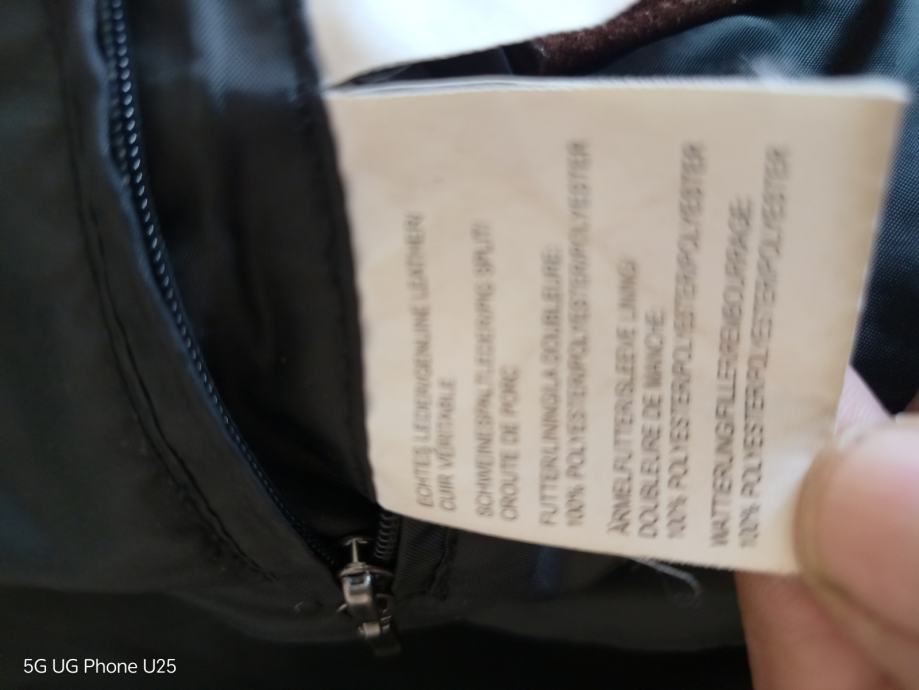 ECHTES LEDER/GENUINE LEATHER/
CUIR VÉRITABLE
SCHWEINESPALTLEDER/PIG SPLIT/
CROUTE DE PORC
FUTTER/LINING/LA DOUBLEURE:
100% POLYESTER/POLYESTER/POLYESTER
ÄRMELFUTTER/SLEEVE LINING/
DOUBLEURE DE MANCHE:
100% POLYESTER/POLYESTER/POLYESTER
WATTIERUNG/FILLER/REMBOURRAGE:
100% POLYESTER/POLYESTER/POLYESTER
5G UG Phone U25